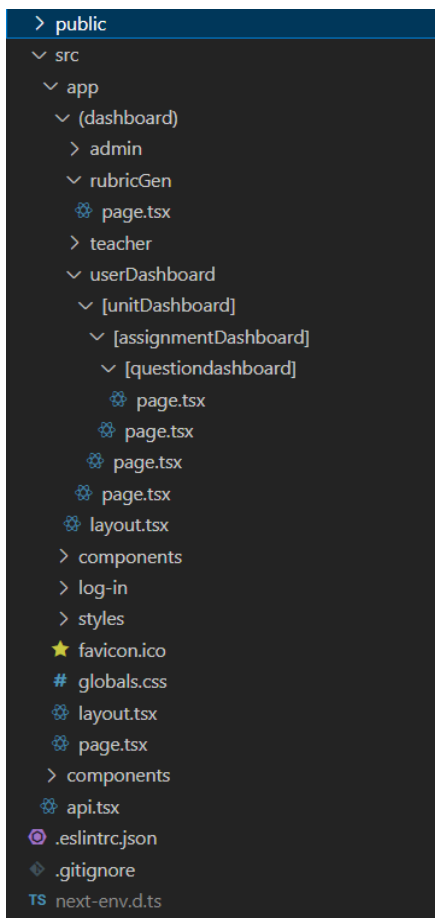 public
src
app
(dashboard)
admin
rubricGen
page.tsx
teacher
userDashboard
[unitDashboard]
[assignmentDashboard]
[questiondashboard]
page.tsx
page.tsx
page.tsx
page.tsx
layout.tsx
components
log-in
styles
favicon.ico
# globals.css
layout.tsx
page.tsx
components
api.tsx
.eslintrc.json
.gitignore
TS next-env.d.ts